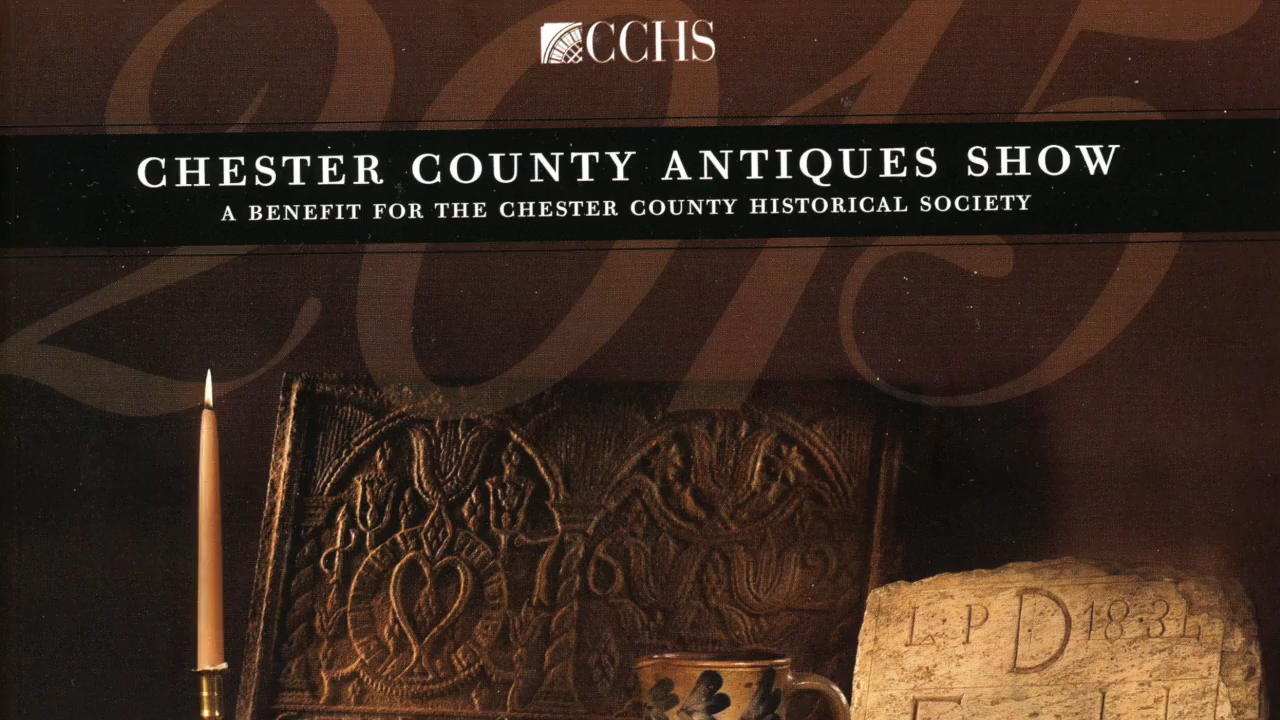 2015
CCHS
CHESTER COUNTY ANTIQUES SHOW
A BENEFIT FOR THE CHESTER COUNTY HISTORICAL SOCIETY
L. P D 183